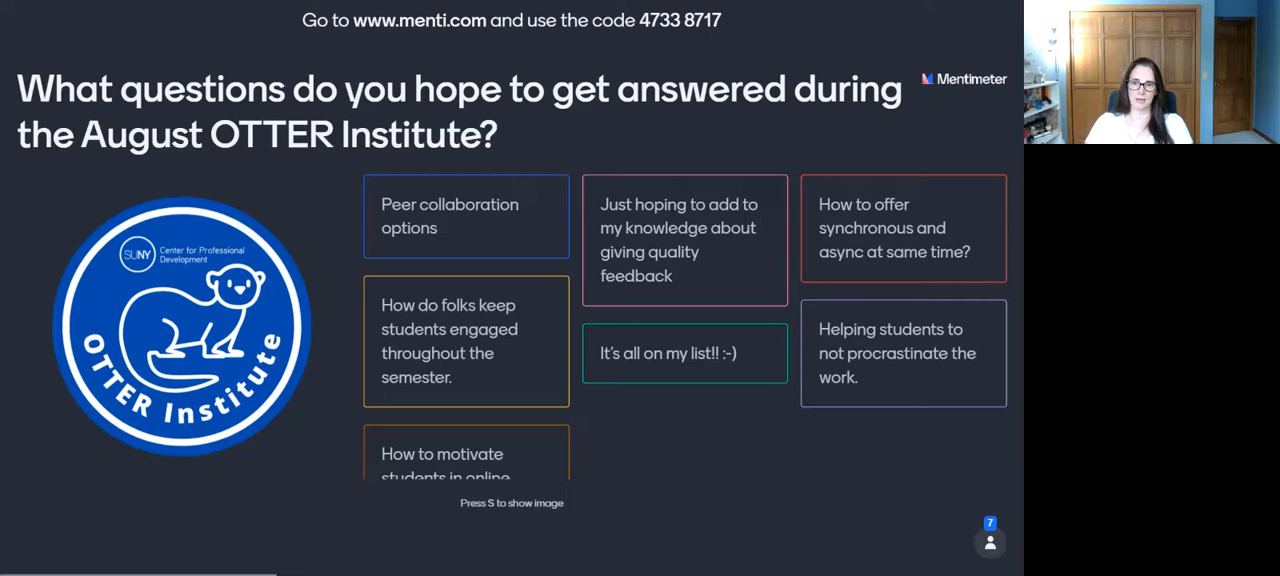 Go to www.menti.com and use the code 4733 8717
What questions do you hope to get answered during
the August OTTER Institute?
Mentimeter
SUNY
Center for Professional
Development
OTTER Institute
Peer collaboration
options
How do folks keep
students engaged
throughout the
semester.
How to motivate
students in online
Just hoping to add to
my knowledge about
giving quality
feedback
It's all on my list!! :-)
How to offer
synchronous and
async at same time?
Helping students to
not procrastinate the
work.
Press S to show image
7